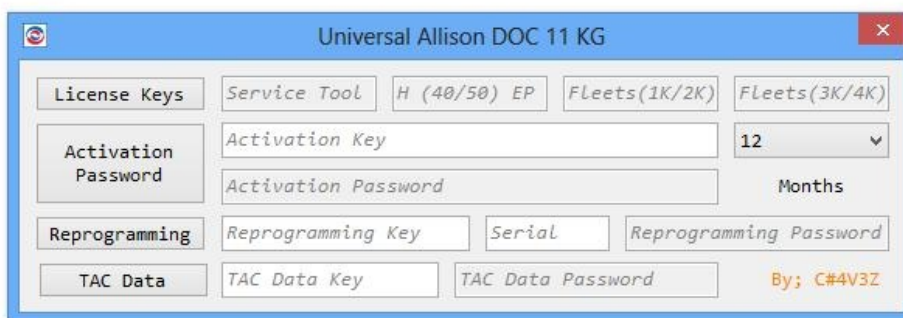 Universal Allison DOC 11 KG
License Keys Service Tool H (40/50) EP Fleets(1K/2K) Fleets(3K/4K)
Activation Password Activation Key 12
Activation Password Months
Reprogramming Reprogramming Key Serial Reprogramming Password
TAC Data TAC Data Key TAC Data Password By; C#4V3Z